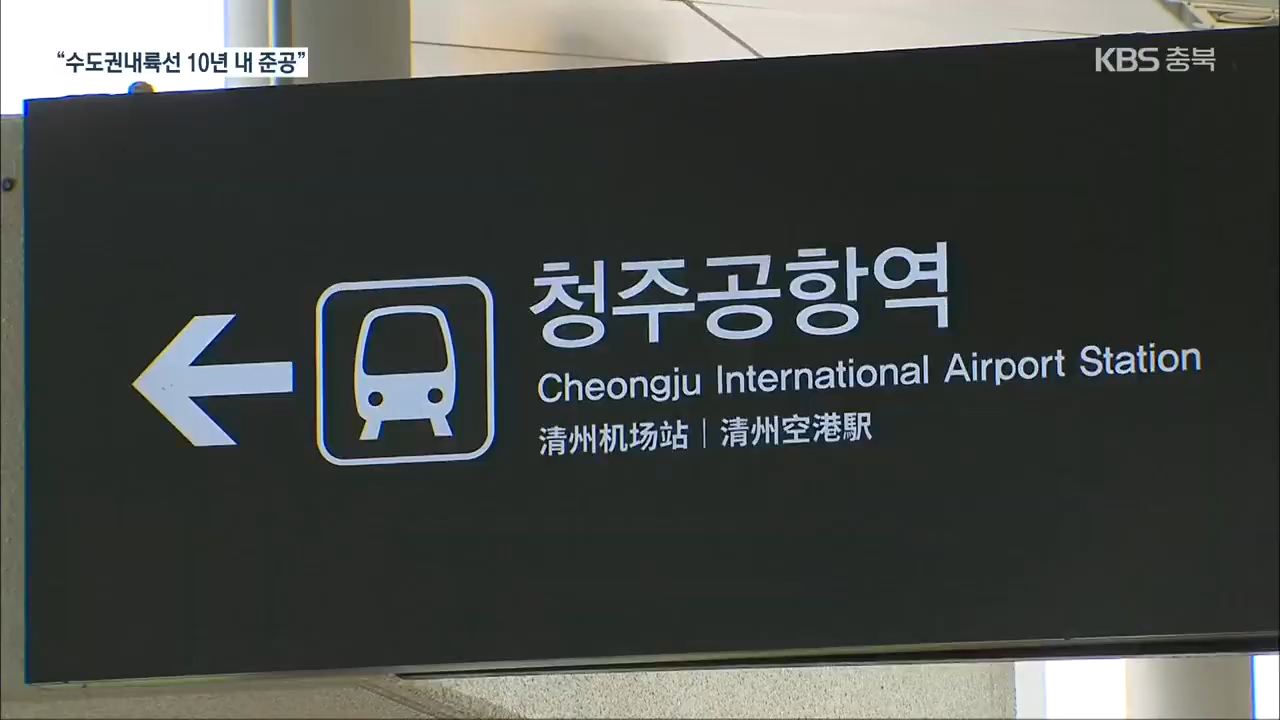 “수도권내륙선 10년 내 준공”
KBS 충북
청주공항역
Cheongju International Airport Station
清州机场站 | 清州空港駅